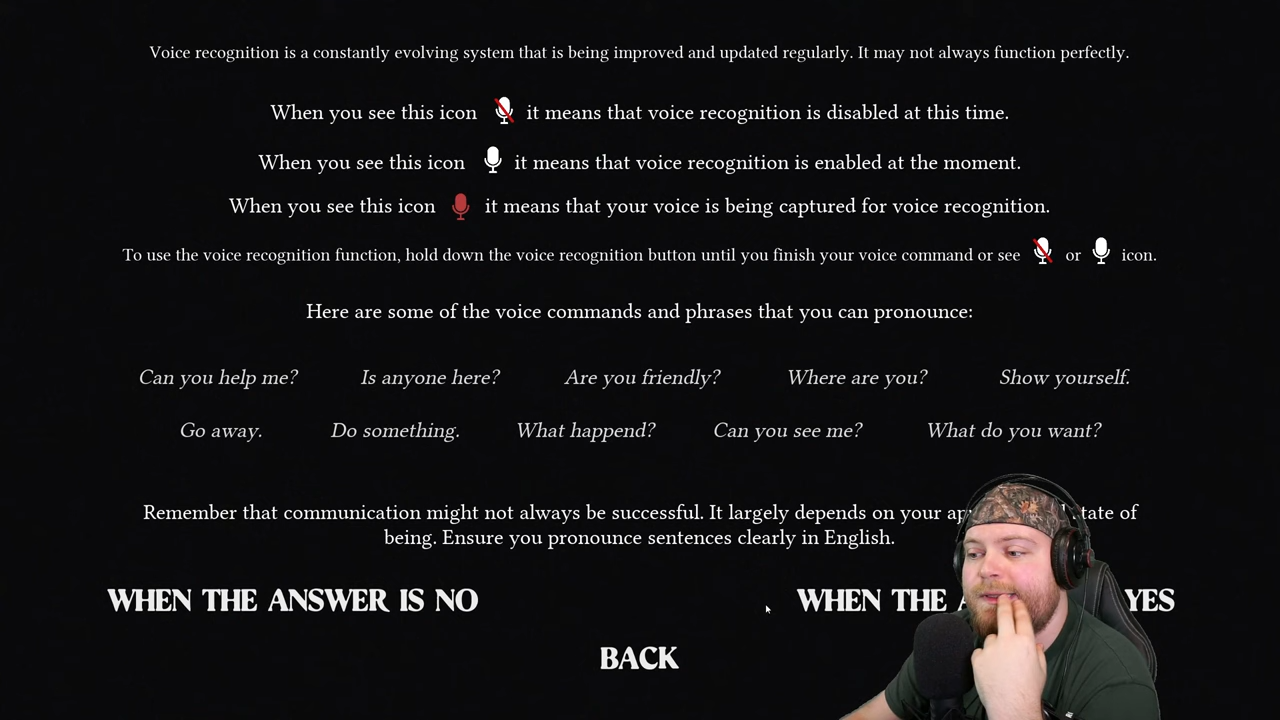 Voice recognition is a constantly evolving system that is being improved and updated regularly. It may not always function perfectly.
When you see this icon it means that voice recognition is disabled at this time.
When you see this icon it means that voice recognition is enabled at the moment.
When you see this icon it means that your voice is being captured for voice recognition.
To use the voice recognition function, hold down the voice recognition button until you finish your voice command or see or icon.
Here are some of the voice commands and phrases that you can pronounce:
Can you help me? Is anyone here? Are you friendly? Where are you? Show yourself.
Go away. Do something. What happend? Can you see me? What do you want?
Remember that communication might not always be successful. It largely depends on your tate of
being. Ensure you pronounce sentences clearly in English.
WHEN THE ANSWER IS NO WHEN THE YES
BACK